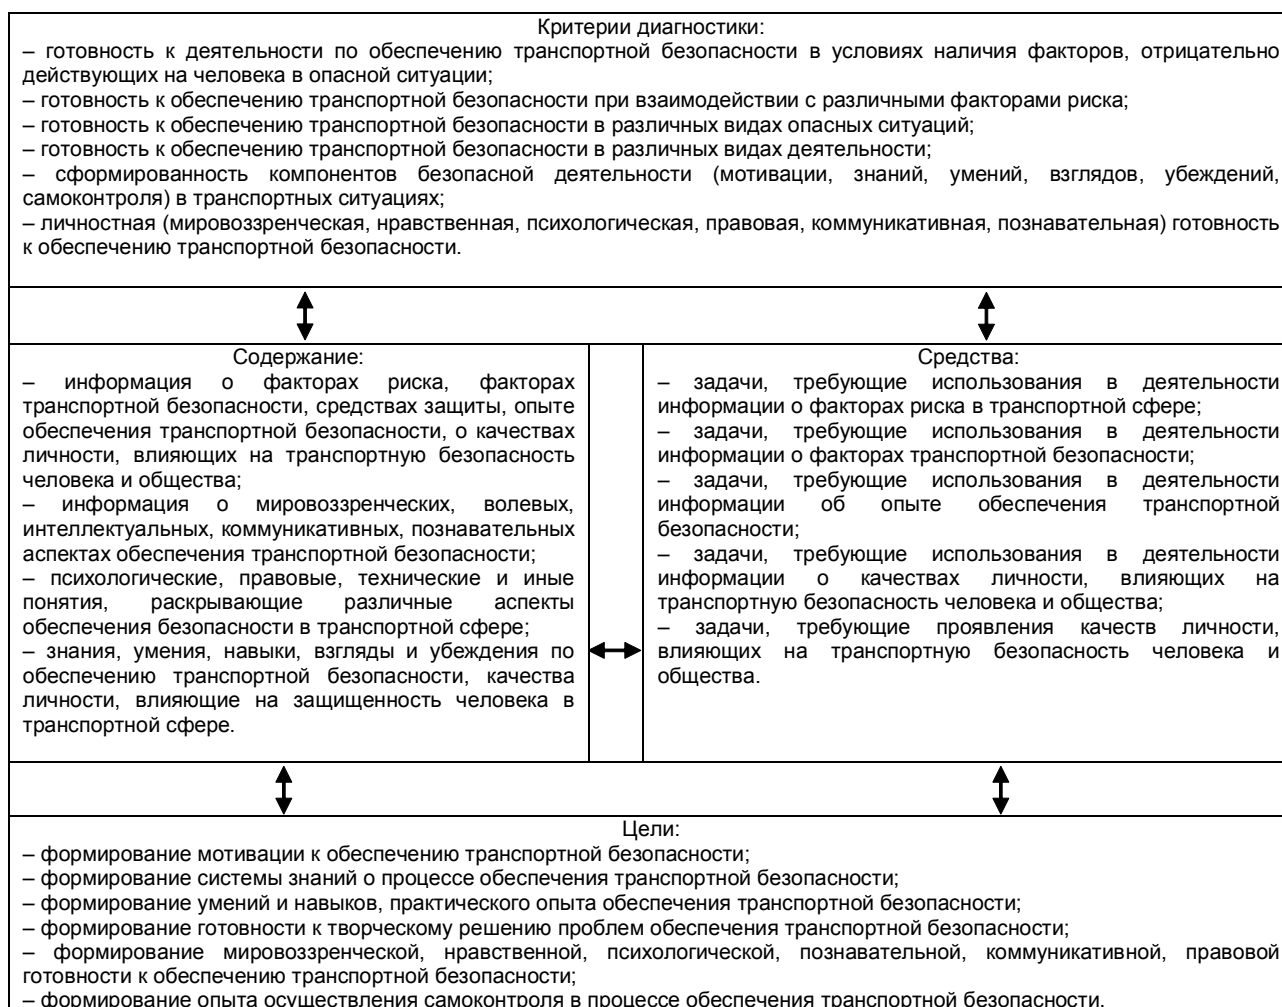 Критерии диагностики:
– готовность к деятельности по обеспечению транспортной безопасности в условиях наличия факторов, отрицательно
действующих на человека в опасной ситуации;
– готовность к обеспечению транспортной безопасности при взаимодействии с различными факторами риска;
– готовность к обеспечению транспортной безопасности в различных видах опасных ситуаций;
– готовность к обеспечению транспортной безопасности в различных видах деятельности;
– сформированность компонентов безопасной деятельности (мотивации, знаний, умений, взглядов, убеждений,
самоконтроля) в транспортных ситуациях;
– личностная (мировоззренческая, нравственная, психологическая, правовая, коммуникативная, познавательная) готовность
к обеспечению транспортной безопасности.
Содержание:
– информация о факторах риска, факторах
транспортной безопасности, средствах защиты, опыте
обеспечения транспортной безопасности, о качествах
личности, влияющих на транспортную безопасность
человека и общества;
– информация о мировоззренческих, волевых,
интеллектуальных, коммуникативных, познавательных
аспектах обеспечения транспортной безопасности;
– психологические, правовые, технические и иные
понятия, раскрывающие различные аспекты
обеспечения безопасности в транспортной сфере;
– знания, умения, навыки, взгляды и убеждения по
обеспечению транспортной безопасности, качества
личности, влияющие на защищенность человека в
транспортной сфере.
Средства:
– задачи, требующие использования в деятельности
информации о факторах риска в транспортной сфере;
– задачи, требующие использования в деятельности
информации о факторах транспортной безопасности;
– задачи, требующие использования в деятельности
информации об опыте обеспечения транспортной
безопасности;
– задачи, требующие использования в деятельности
информации о качествах личности, влияющих на
транспортную безопасность человека и общества;
– задачи, требующие проявления качеств личности,
влияющих на транспортную безопасность человека и
общества.
Цели:
– формирование мотивации к обеспечению транспортной безопасности;
– формирование системы знаний о процессе обеспечения транспортной безопасности;
– формирование умений и навыков, практического опыта обеспечения транспортной безопасности;
– формирование готовности к творческому решению проблем обеспечения транспортной безопасности;
– формирование мировоззренческой, нравственной, психологической, познавательной, коммуникативной, правовой
готовности к обеспечению транспортной безопасности;
– формирование опыта осуществления самоконтроля в процессе обеспечения транспортной безопасности.